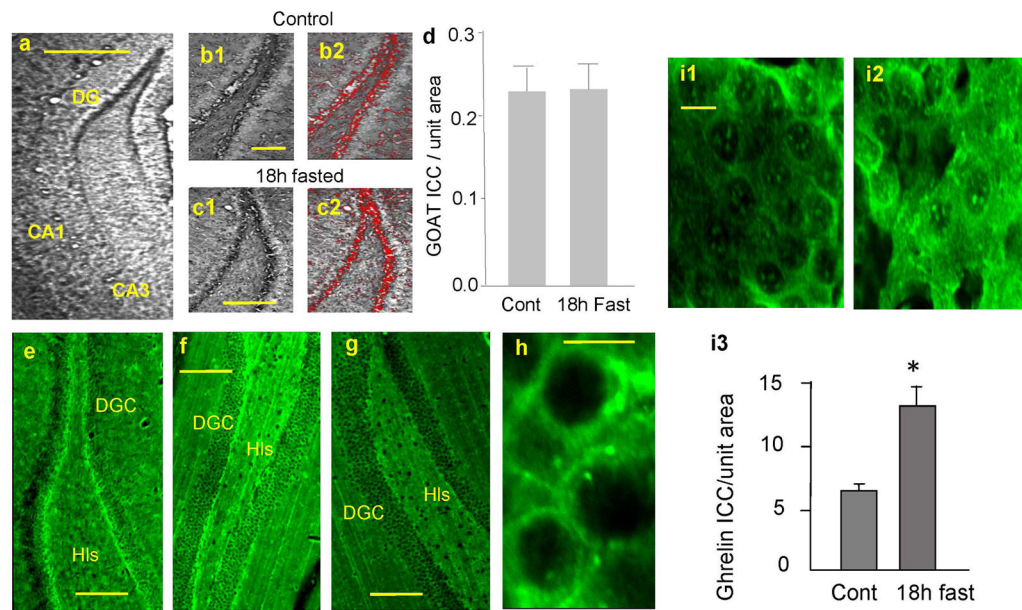 Control
a
DG
CA1
CA3
b1
b2
18h fasted
c1
c2
d
GOAT ICC / unit area
0.3
0.2
0.1
0.0
Cont
18h Fast
i1
i2
e
DGC
Hls
f
DGC
Hls
g
DGC
Hls
h
i3
Ghrelin ICC/unit area
15
10
5
0
*
Cont
18h fast